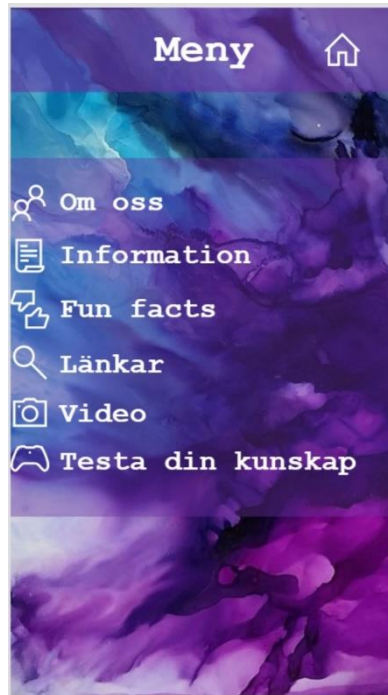 Meny
Om oss
Information
Fun facts
Länkar
Video
Testa din kunskap